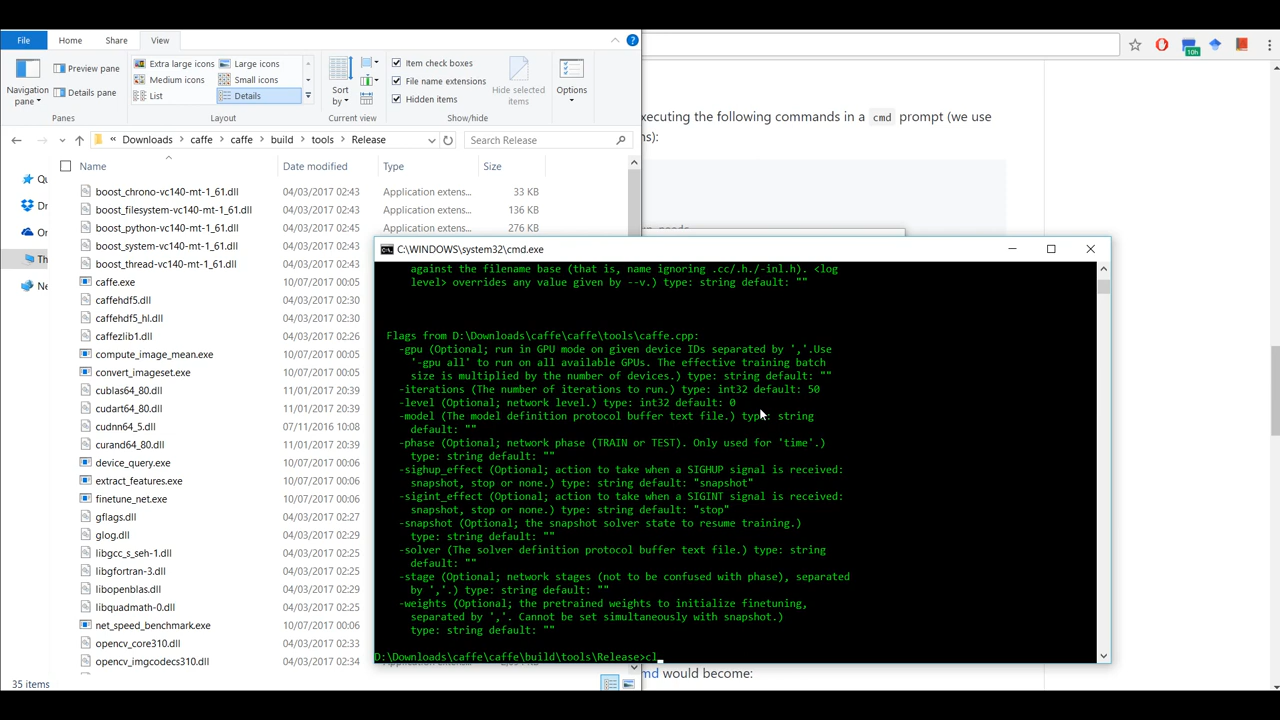 File Home Share View
Navigation pane
Preview pane
Details pane
Panes
Extra large icons Large icons
Medium icons Small icons
List Details
Layout
Sort by
Current view
Item check boxes
File name extensions
Hidden items
Hide selected items
Show/hide
Options
« Downloads caffe caffe build tools Release
Search Release
Name Date modified Type Size
boost_chrono-vc140-mt-1_61.dll 04/03/2017 02:43 Application extens... 33 KB
boost_filesystem-vc140-mt-1_61.dll 04/03/2017 02:43 Application extens... 136 KB
boost_python-vc140-mt-1_61.dll 04/03/2017 02:45 Application extens... 276 KB
boost_system-vc140-mt-1_61.dll 04/03/2017 02:43
boost_thread-vc140-mt-1_61.dll 04/03/2017 02:43
caffe.exe 10/07/2017 00:05
caffehdf5.dll 04/03/2017 02:30
caffehdf5_hl.dll 04/03/2017 02:30
caffezlib1.dll 04/03/2017 02:26
compute_image_mean.exe 10/07/2017 00:05
convert_imageset.exe 10/07/2017 00:05
cublas64_80.dll 11/01/2017 20:39
cudart64_80.dll 11/01/2017 20:39
cudnn64_5.dll 07/11/2016 10:08
curand64_80.dll 11/01/2017 20:39
device_query.exe 10/07/2017 00:06
extract_features.exe 10/07/2017 00:06
finetune_net.exe 10/07/2017 00:06
gflags.dll 04/03/2017 02:27
glog.dll 04/03/2017 02:29
libgcc_s_seh-1.dll 04/03/2017 02:25
libgfortran-3.dll 04/03/2017 02:25
libopenblas.dll 04/03/2017 02:29
libquadmath-0.dll 04/03/2017 02:25
net_speed_benchmark.exe 10/07/2017 00:06
opencv_core310.dll 04/03/2017 02:33
opencv_imgcodecs310.dll 04/03/2017 02:34
35 items
10h
xecuting the following commands in a cmd prompt (we use
ns):
C:\WINDOWS\system32\cmd.exe
against the filename base (that is, name ignoring .cc/.h./-inl.h). <log
level> overrides any value given by --v.) type: string default: ""
Flags from D:\Downloads\caffe\caffe\tools\caffe.cpp:
-gpu (Optional; run in GPU mode on given device IDs separated by ','.Use
'-gpu all' to run on all available GPUs. The effective training batch
size is multiplied by the number of devices.) type: string default: ""
-iterations (The number of iterations to run.) type: int32 default: 50
-level (Optional; network level.) type: int32 default: 0
-model (The model definition protocol buffer text file.) type: string
default: ""
-phase (Optional; network phase (TRAIN or TEST). Only used for 'time'.)
type: string default: ""
-sighup_effect (Optional; action to take when a SIGHUP signal is received:
snapshot, stop or none.) type: string default: "snapshot"
-sigint_effect (Optional; action to take when a SIGINT signal is received:
snapshot, stop or none.) type: string default: "stop"
-snapshot (Optional; the snapshot solver state to resume training.)
type: string default: ""
-solver (The solver definition protocol buffer text file.) type: string
default: ""
-stage (Optional; network stages (not to be confused with phase), separated
by ','.) type: string default: ""
-weights (Optional; the pretrained weights to initialize finetuning,
separated by ','. Cannot be set simultaneously with snapshot.)
type: string default: ""
D:\Downloads\caffe\caffe\build\tools\Release>cl
md would become: